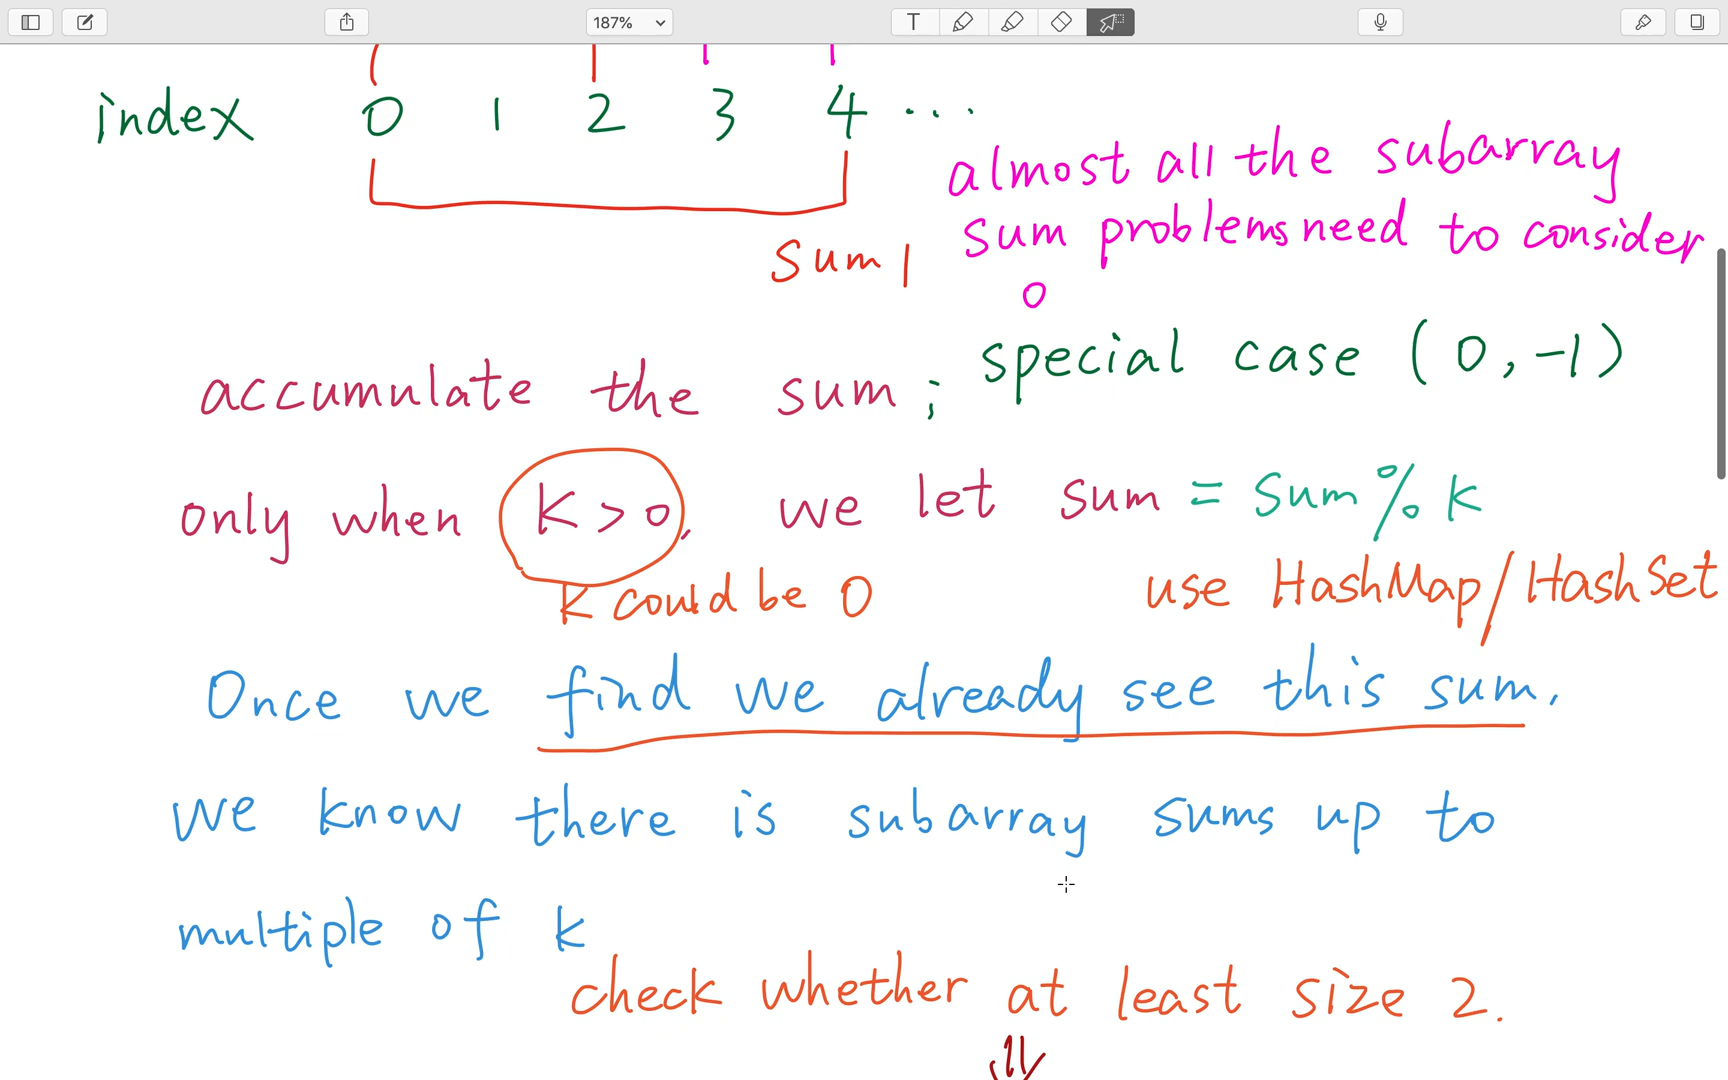 187%
T
index 0 1 2 3 4 ...
almost all the subarray
sum problems need to consider
0
Sum 1
special case (0, -1)
accumulate the sum ;
only when k > 0, we let sum = sum % k
k could be 0
use HashMap/HashSet
Once we find we already see this sum.
we know there is subarray sums up to
multiple of k
check whether at least size 2.